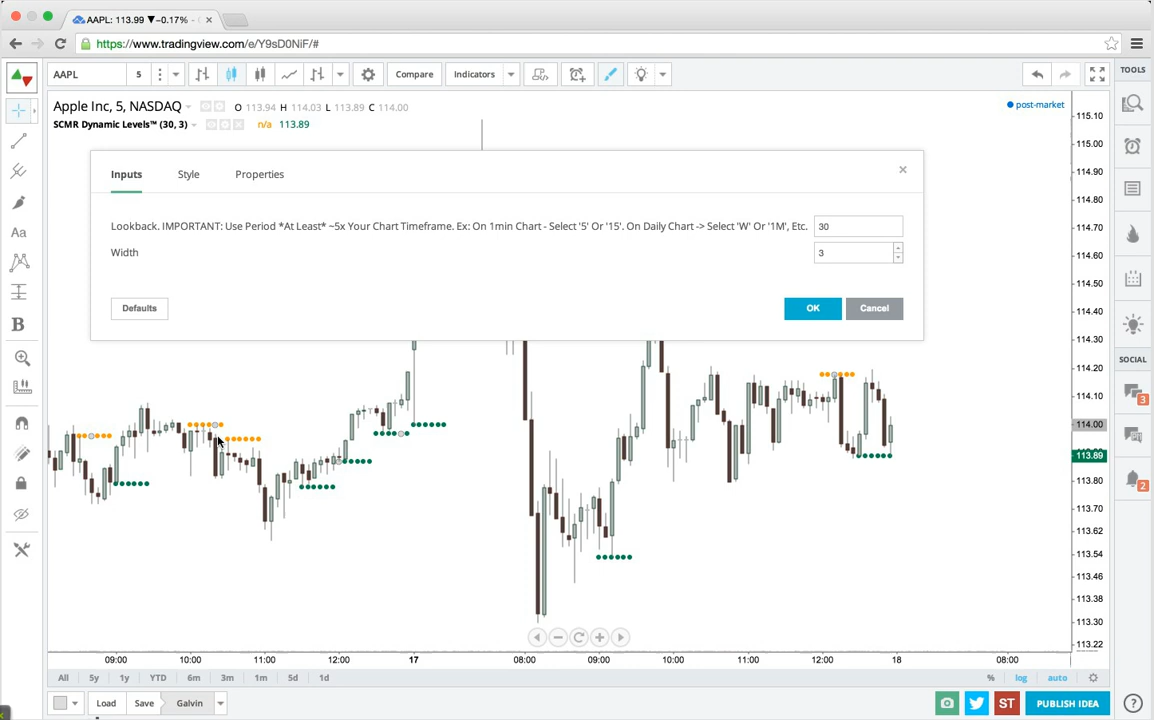 AAPL: 113.99 ▼−0.17% -
https://www.tradingview.com/e/Y9sD0NiF/#
AAPL 5 Compare Indicators
TOOLS
Apple Inc, 5, NASDAQ O 113.94 H 114.03 L 113.89 C 114.00
post-market
SCMR Dynamic Levels™ (30, 3) n/a 113.89
Inputs Style Properties
Lookback. IMPORTANT: Use Period *At Least* ~5x Your Chart Timeframe. Ex: On 1min Chart - Select '5' Or '15'. On Daily Chart -> Select 'W' Or '1M', Etc. 30
Width 3
Defaults OK Cancel
115.10
115.00
114.90
114.80
114.70
114.60
114.50
114.40
114.30
114.20
114.10
114.00
113.89
113.80
113.70
113.62
113.54
113.46
113.38
113.30
113.22
Aa
B
SOCIAL
3
2
09:00 10:00 11:00 12:00 17 08:00 09:00 10:00 11:00 12:00 18 08:00
All 5y 1y YTD 6m 3m 1m 5d 1d % log auto
Load Save Galvin ST PUBLISH IDEA ?